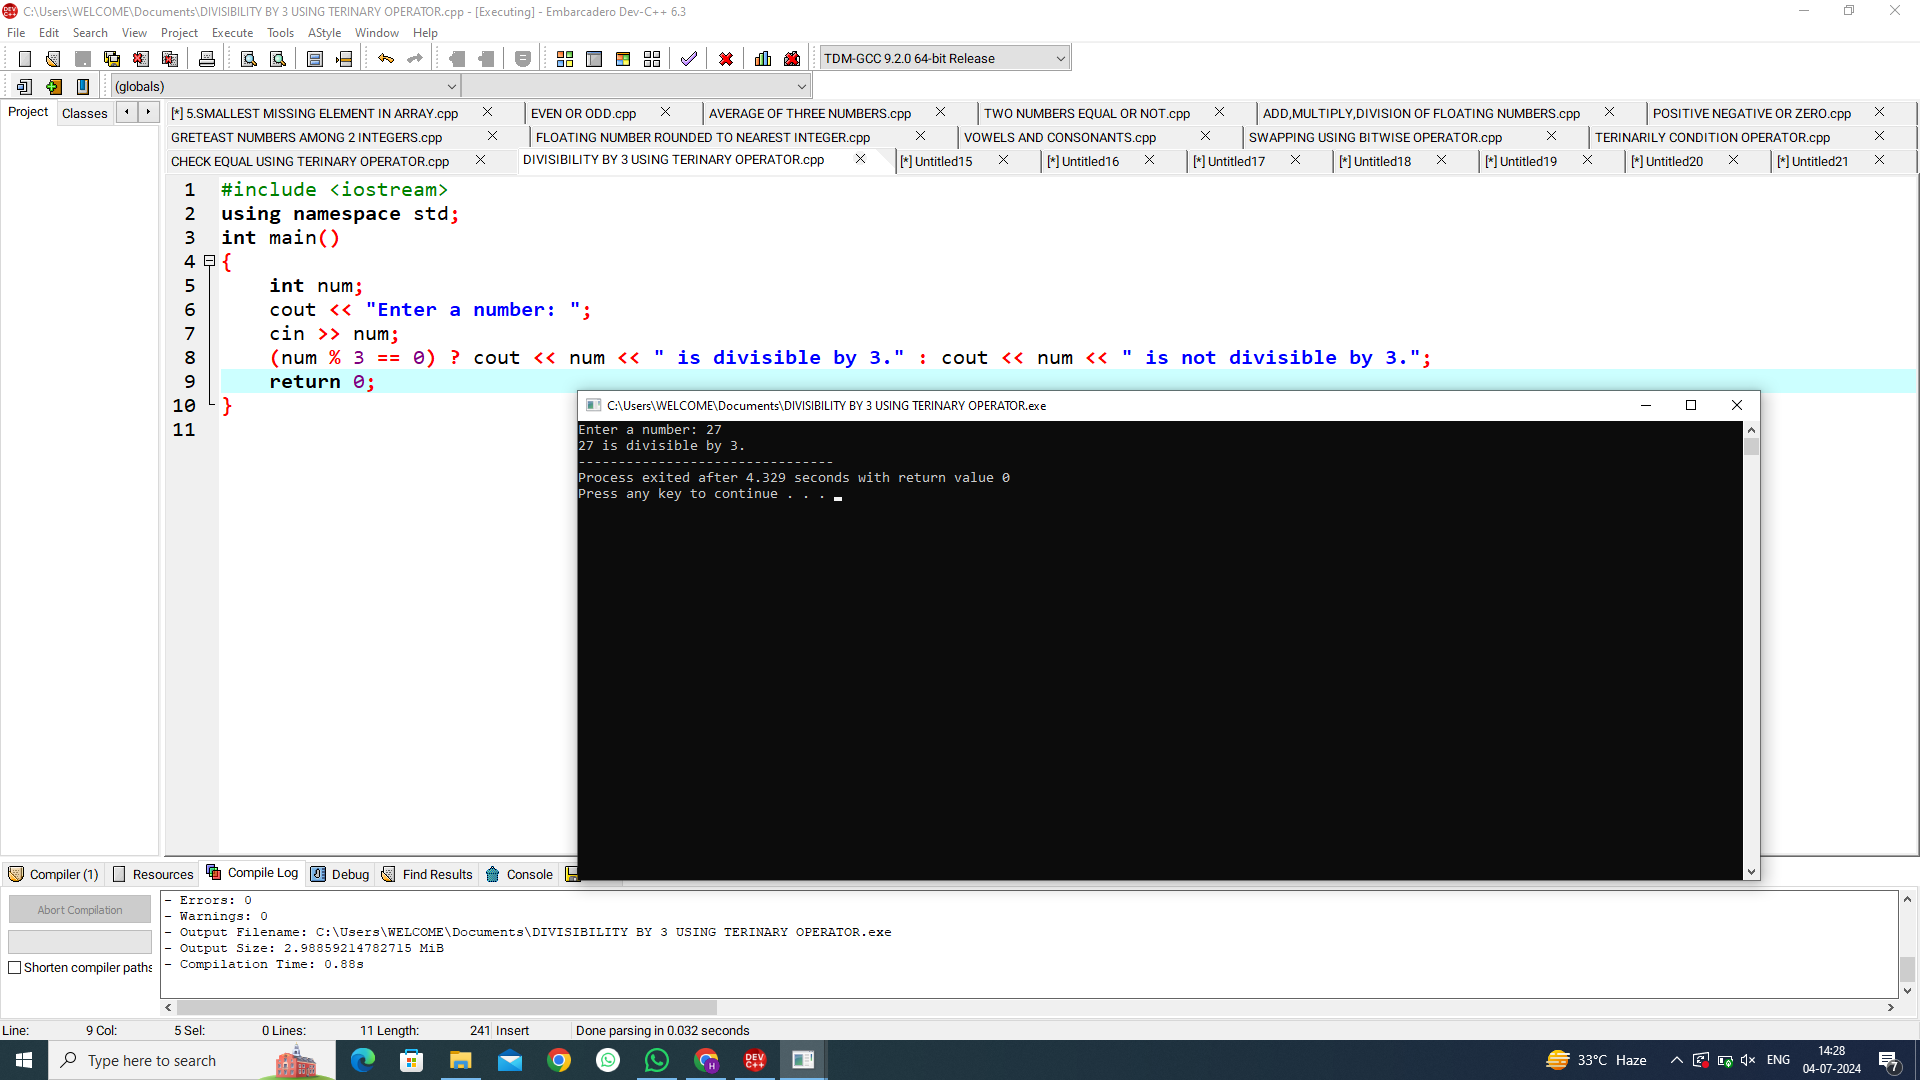 C:\Users\WELCOME\Documents\DIVISIBILITY BY 3 USING TERINARY OPERATOR.cpp - [Executing] - Embarcadero Dev-C++ 6.3
File Edit Search View Project Execute Tools AStyle Window Help
TDM-GCC 9.2.0 64-bit Release
(globals)
Project Classes
[*] 5.SMALLEST MISSING ELEMENT IN ARRAY.cpp EVEN OR ODD.cpp AVERAGE OF THREE NUMBERS.cpp TWO NUMBERS EQUAL OR NOT.cpp ADD,MULTIPLY,DIVISION OF FLOATING NUMBERS.cpp POSITIVE NEGATIVE OR ZERO.cpp
GRETEAST NUMBERS AMONG 2 INTEGERS.cpp FLOATING NUMBER ROUNDED TO NEAREST INTEGER.cpp VOWELS AND CONSONANTS.cpp SWAPPING USING BITWISE OPERATOR.cpp TERINARILY CONDITION OPERATOR.cpp
CHECK EQUAL USING TERINARY OPERATOR.cpp DIVISIBILITY BY 3 USING TERINARY OPERATOR.cpp [*] Untitled15 [*] Untitled16 [*] Untitled17 [*] Untitled18 [*] Untitled19 [*] Untitled20 [*] Untitled21
1 #include <iostream>
2 using namespace std;
3 int main()
4 {
5 int num;
6 cout << "Enter a number: ";
7 cin >> num;
8 (num % 3 == 0) ? cout << num << " is divisible by 3." : cout << num << " is not divisible by 3.";
9 return 0;
10 }
11
C:\Users\WELCOME\Documents\DIVISIBILITY BY 3 USING TERINARY OPERATOR.exe
Enter a number: 27
27 is divisible by 3.
--------------------------------
Process exited after 4.329 seconds with return value 0
Press any key to continue . . .
Compiler (1) Resources Compile Log Debug Find Results Console
Abort Compilation
Shorten compiler paths
- Errors: 0
- Warnings: 0
- Output Filename: C:\Users\WELCOME\Documents\DIVISIBILITY BY 3 USING TERINARY OPERATOR.exe
- Output Size: 2.98859214782715 MiB
- Compilation Time: 0.88s
Line: 9 Col: 5 Sel: 0 Lines: 11 Length: 241 Insert Done parsing in 0.032 seconds
Type here to search
H
DEV C++
33°C Haze
ENG
14:28
04-07-2024
7